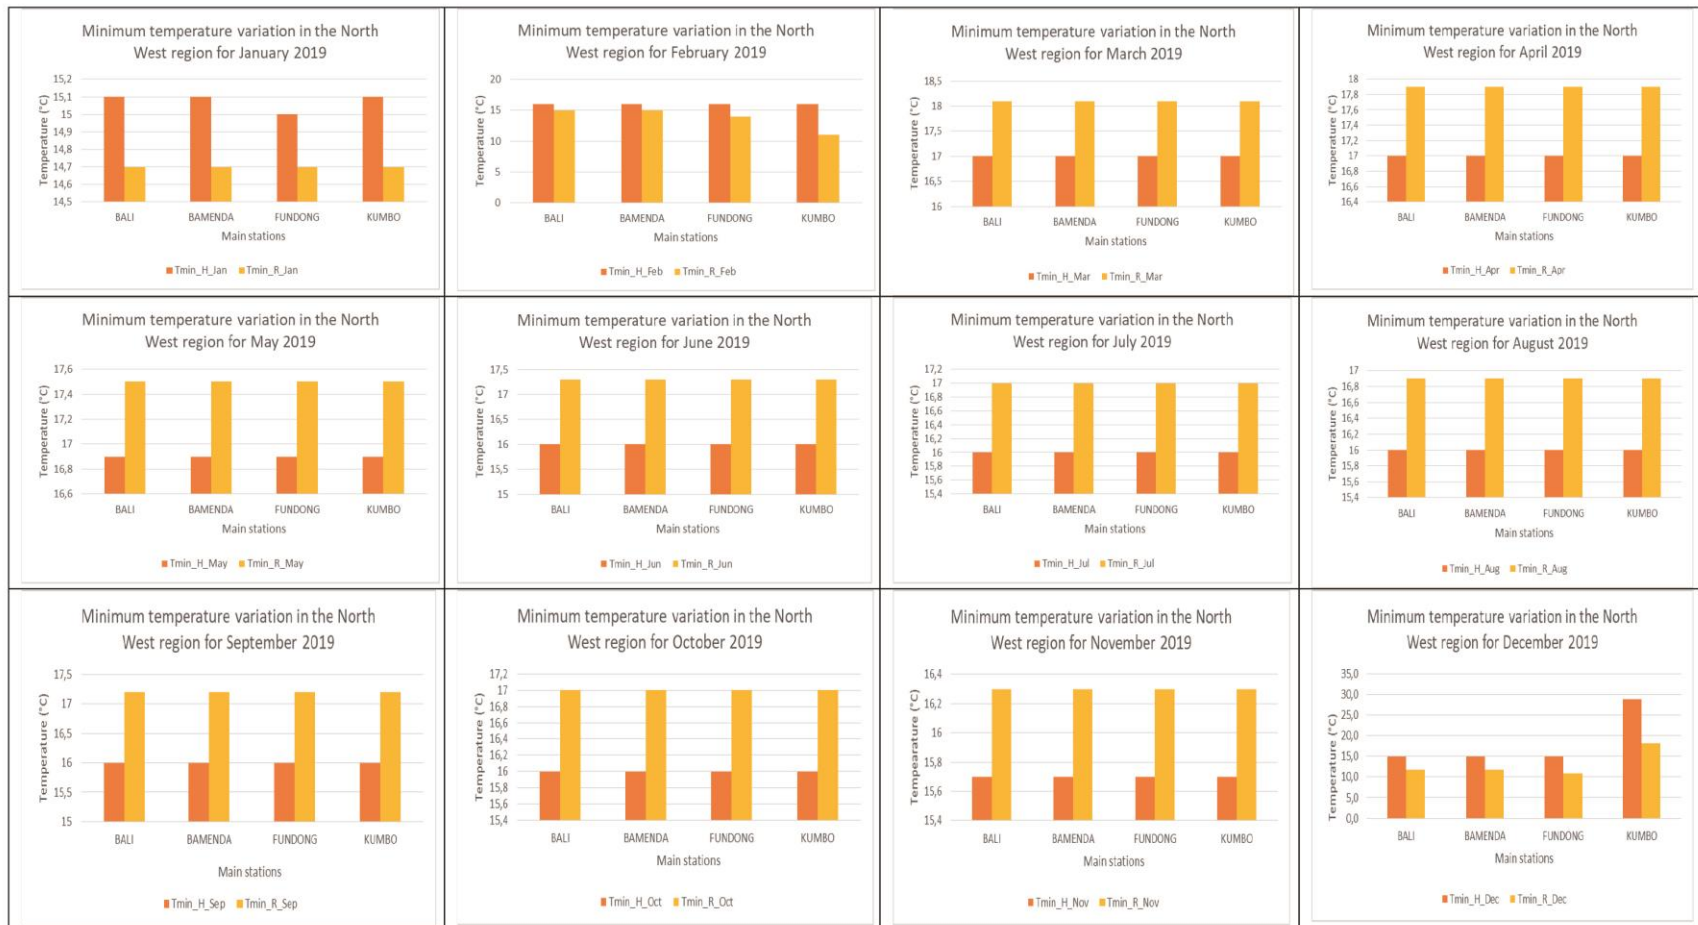 Minimum temperature variation in the North
West region for January 2019
Temperature (°C)
15,2
15,1
15
14,9
14,8
14,7
14,6
14,5
BALI BAMENDA FUNDONG KUMBO
Main stations
Tmin_H_Jan Tmin_R_Jan
Minimum temperature variation in the North
West region for February 2019
Temperature (°C)
20
15
10
5
0
BALI BAMENDA FUNDONG KUMBO
Main stations
Tmin_H_Feb Tmin_R_Feb
Minimum temperature variation in the North
West region for March 2019
Temperature (°C)
18,5
18
17,5
17
16,5
16
BALI BAMENDA FUNDONG KUMBO
Main stations
Tmin_H_Mar Tmin_R_Mar
Minimum temperature variation in the North
West region for April 2019
Temperature (°C)
18
17,8
17,6
17,4
17,2
17
16,8
16,6
16,4
BALI BAMENDA FUNDONG KUMBO
Main stations
Tmin_H_Apr Tmin_R_Apr
Minimum temperature variation in the North
West region for May 2019
Temperature (°C)
17,6
17,4
17,2
17
16,8
16,6
BALI BAMENDA FUNDONG KUMBO
Main stations
Tmin_H_May Tmin_R_May
Minimum temperature variation in the North
West region for June 2019
Temperature (°C)
17,5
17
16,5
16
15,5
15
BALI BAMENDA FUNDONG KUMBO
Main stations
Tmin_H_Jun Tmin_R_Jun
Minimum temperature variation in the North
West region for July 2019
Temperature (°C)
17,2
17
16,8
16,6
16,4
16,2
16
15,8
15,6
15,4
BALI BAMENDA FUNDONG KUMBO
Main stations
Tmin_H_Jul Tmin_R_Jul
Minimum temperature variation in the North
West region for August 2019
Temperature (°C)
17
16,8
16,6
16,4
16,2
16
15,8
15,6
15,4
BALI BAMENDA FUNDONG KUMBO
Main stations
Tmin_H_Aug Tmin_R_Aug
Minimum temperature variation in the North
West region for September 2019
Temperature (°C)
17,5
17
16,5
16
15,5
15
BALI BAMENDA FUNDONG KUMBO
Main stations
Tmin_H_Sep Tmin_R_Sep
Minimum temperature variation in the North
West region for October 2019
Temperature (°C)
17,2
17
16,8
16,6
16,4
16,2
16
15,8
15,6
15,4
BALI BAMENDA FUNDONG KUMBO
Main stations
Tmin_H_Oct Tmin_R_Oct
Minimum temperature variation in the North
West region for November 2019
Tempearature (°C)
16,4
16,2
16
15,8
15,6
15,4
BALI BAMENDA FUNDONG KUMBO
Main stations
Tmin_H_Nov Tmin_R_Nov
Minimum temperature variation in the North
West region for December 2019
Temperature (°C)
35,0
30,0
25,0
20,0
15,0
10,0
5,0
0,0
BALI BAMENDA FUNDONG KUMBO
Main stations
Tmin_H_Dec Tmin_R_Dec